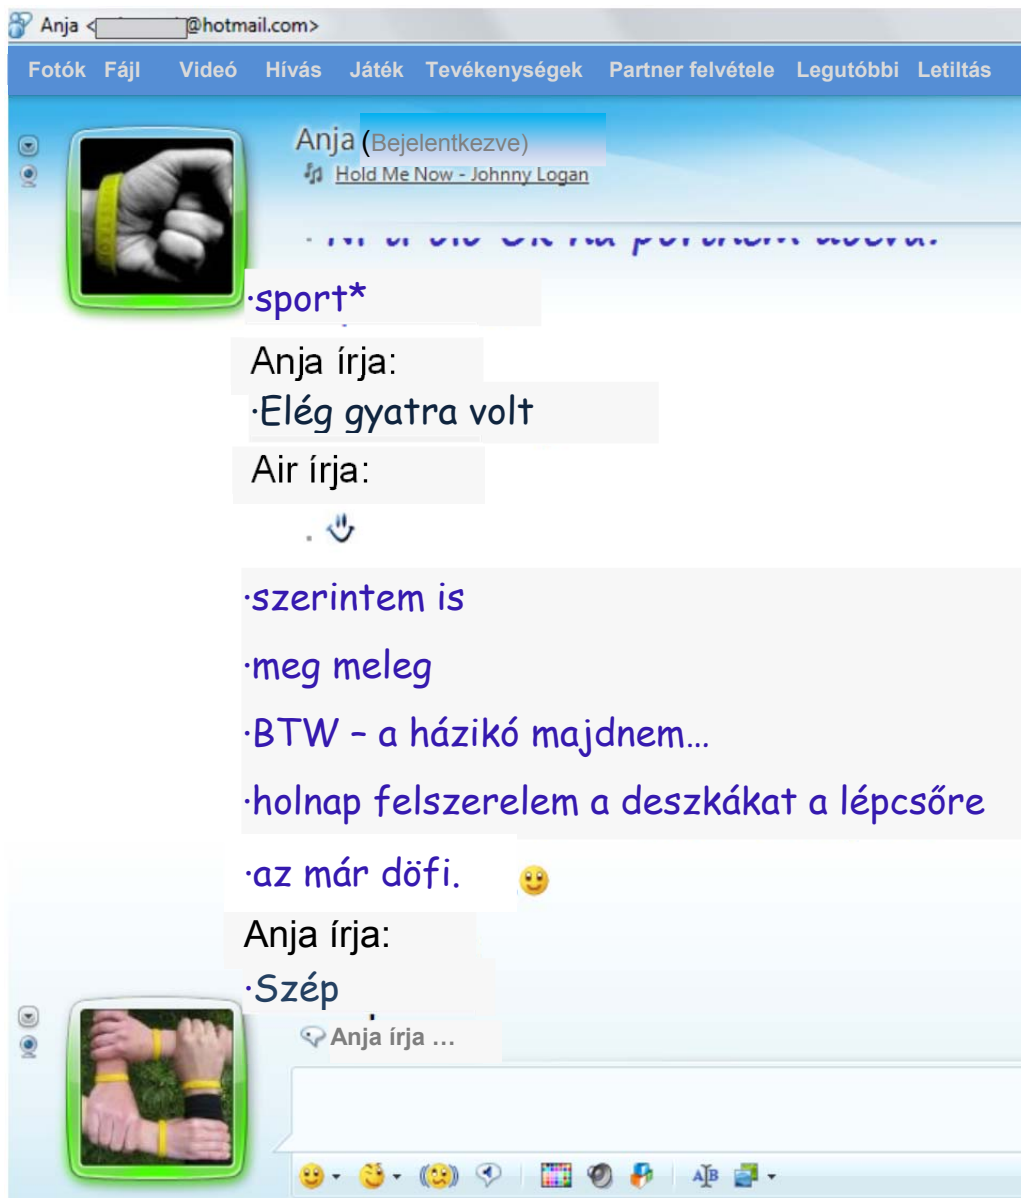 Anja < @hotmail.com>
Fotók Fájl Videó Hívás Játék Tevékenységek Partner felvétele Legutóbbi Letiltás
Anja (Bejelentkezve)
Hold Me Now - Johnny Logan
·sport*
Anja írja:
·Elég gyatra volt
Air írja:
·szerintem is
·meg meleg
·BTW – a házikó majdnem…
·holnap felszerelem a deszkákat a lépcsőre
·az már döfi.
Anja írja:
·Szép
Anja írja …